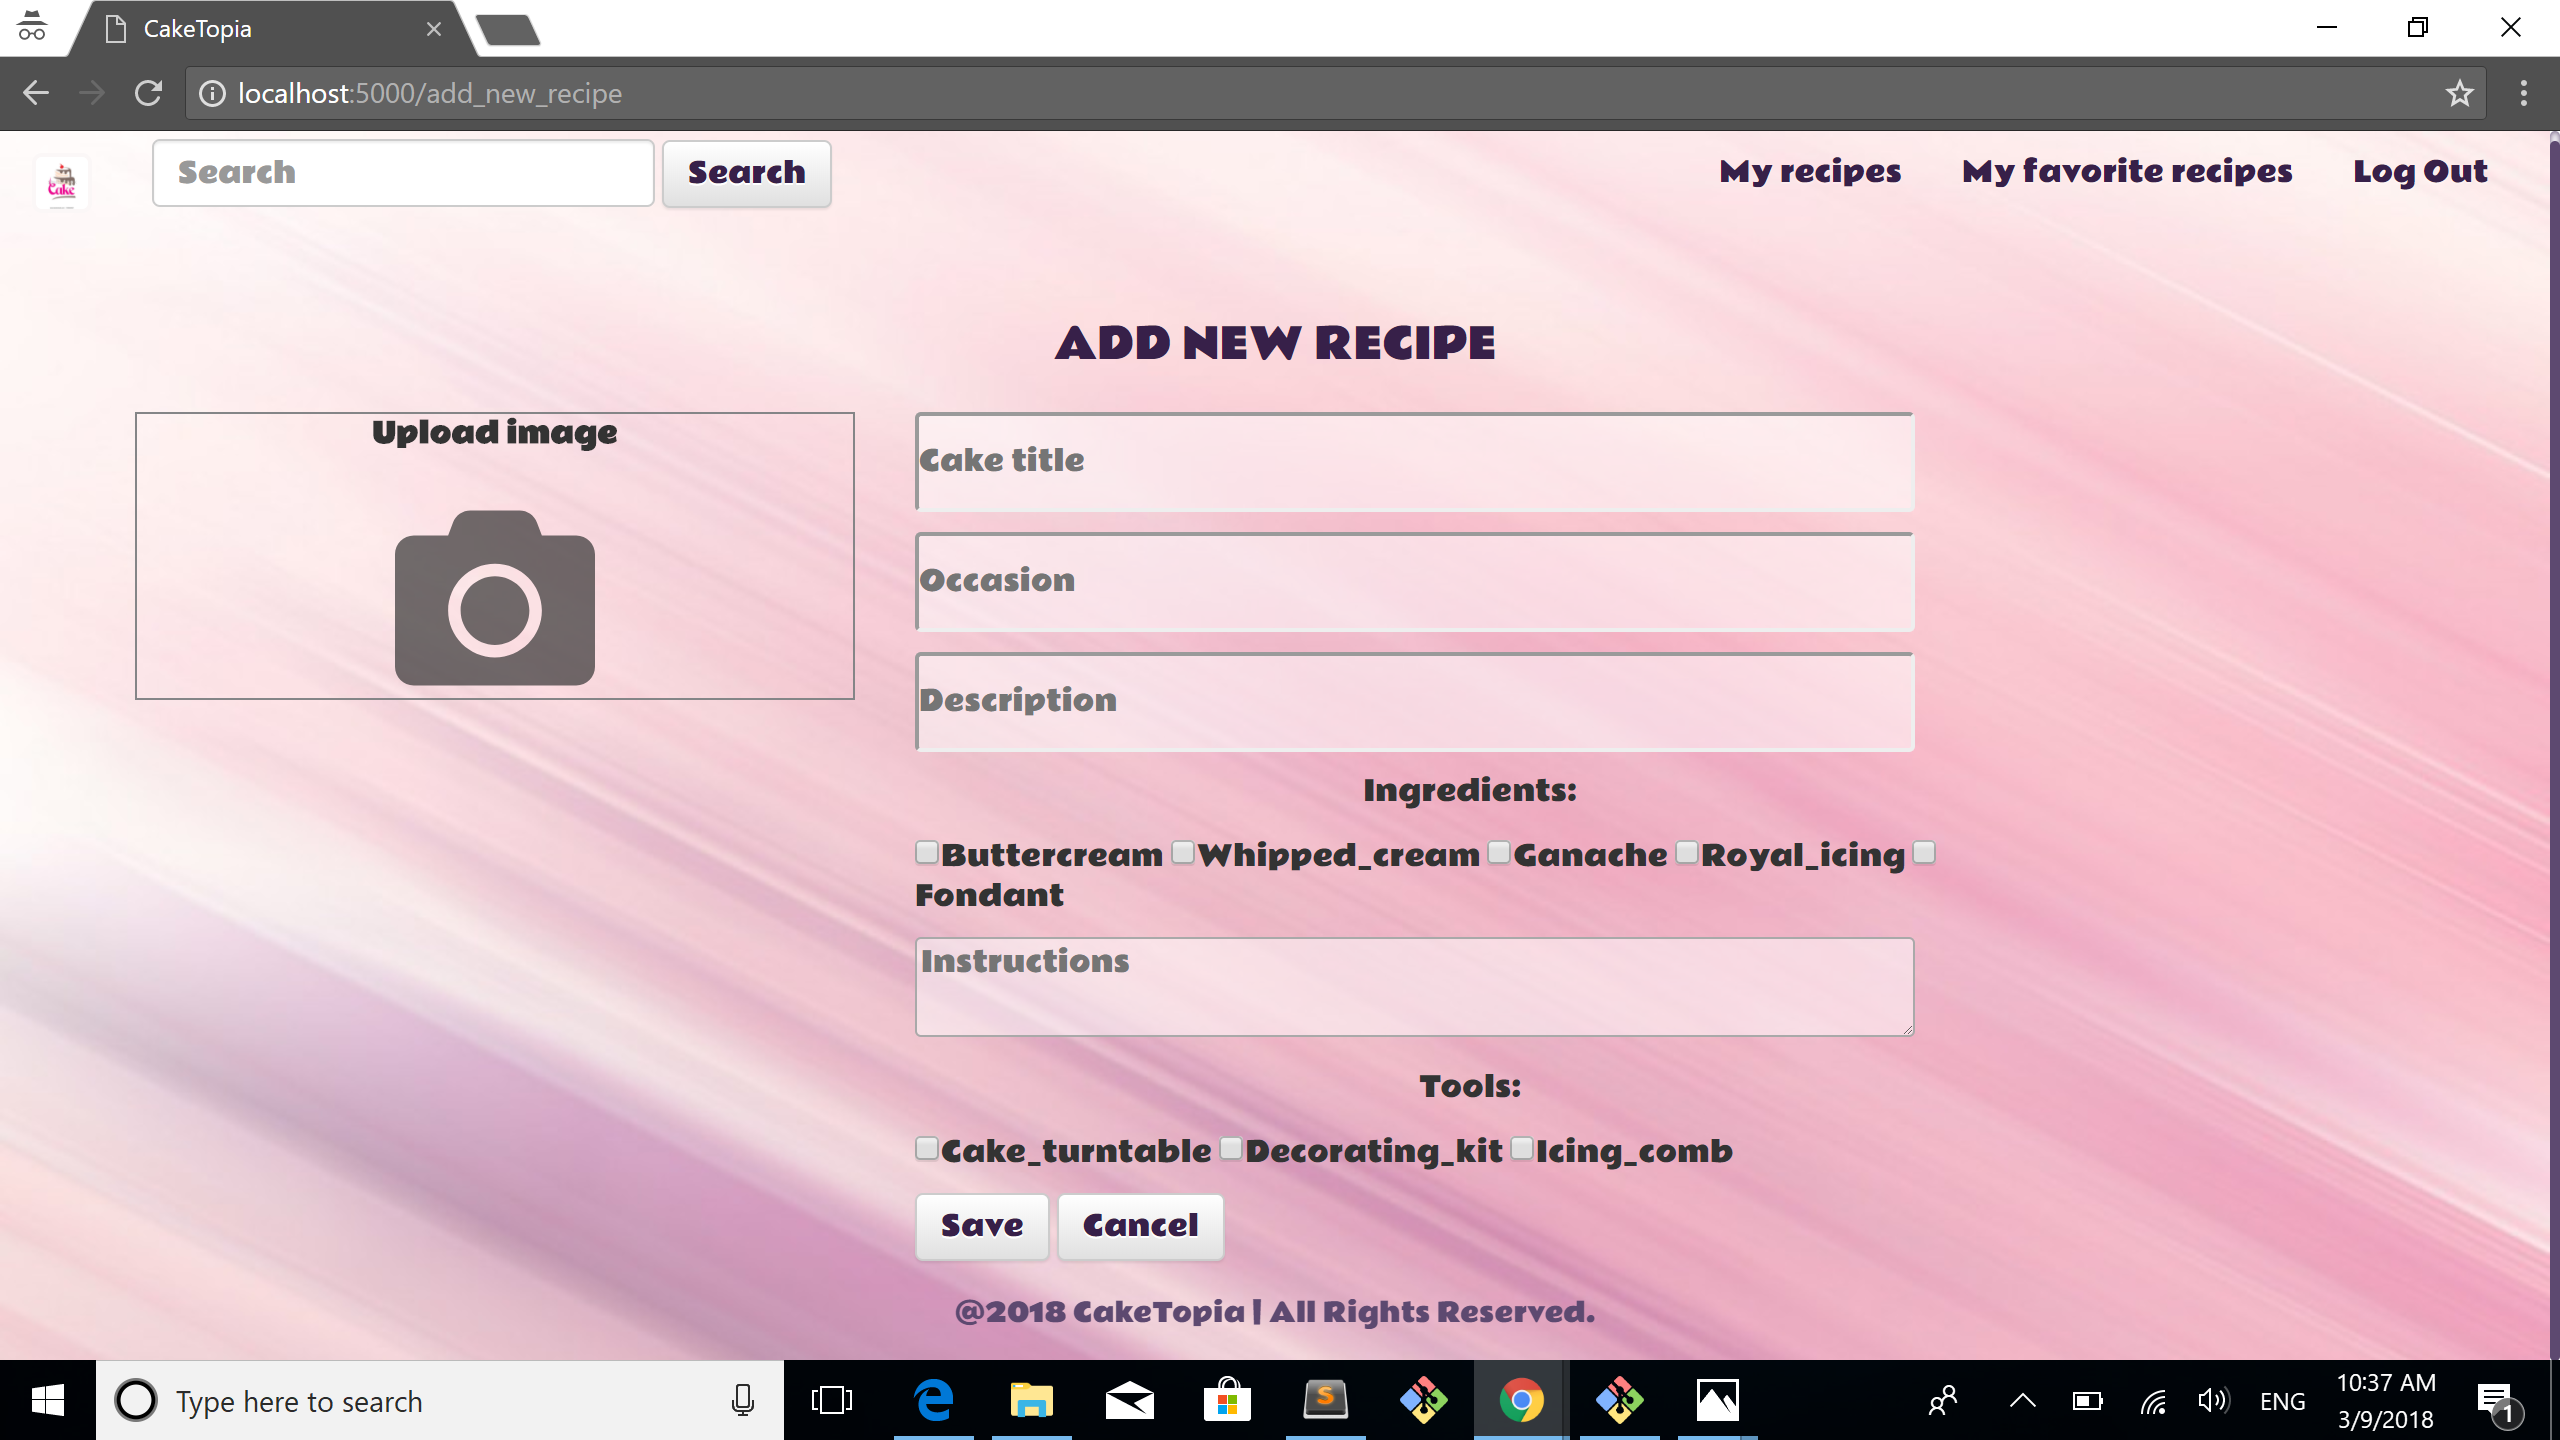 CakeTopia
localhost:5000/add_new_recipe
Cake
Search
Search
My recipes
My favorite recipes
Log Out
ADD NEW RECIPE
Upload image
Cake title
Occasion
Description
Ingredients:
Buttercream Whipped_cream Ganache Royal_icing
Fondant
Instructions
Tools:
Cake_turntable Decorating_kit Icing_comb
Save Cancel
@2018 CakeTopia | All Rights Reserved.
Type here to search
S
ENG
10:37 AM
3/9/2018
1